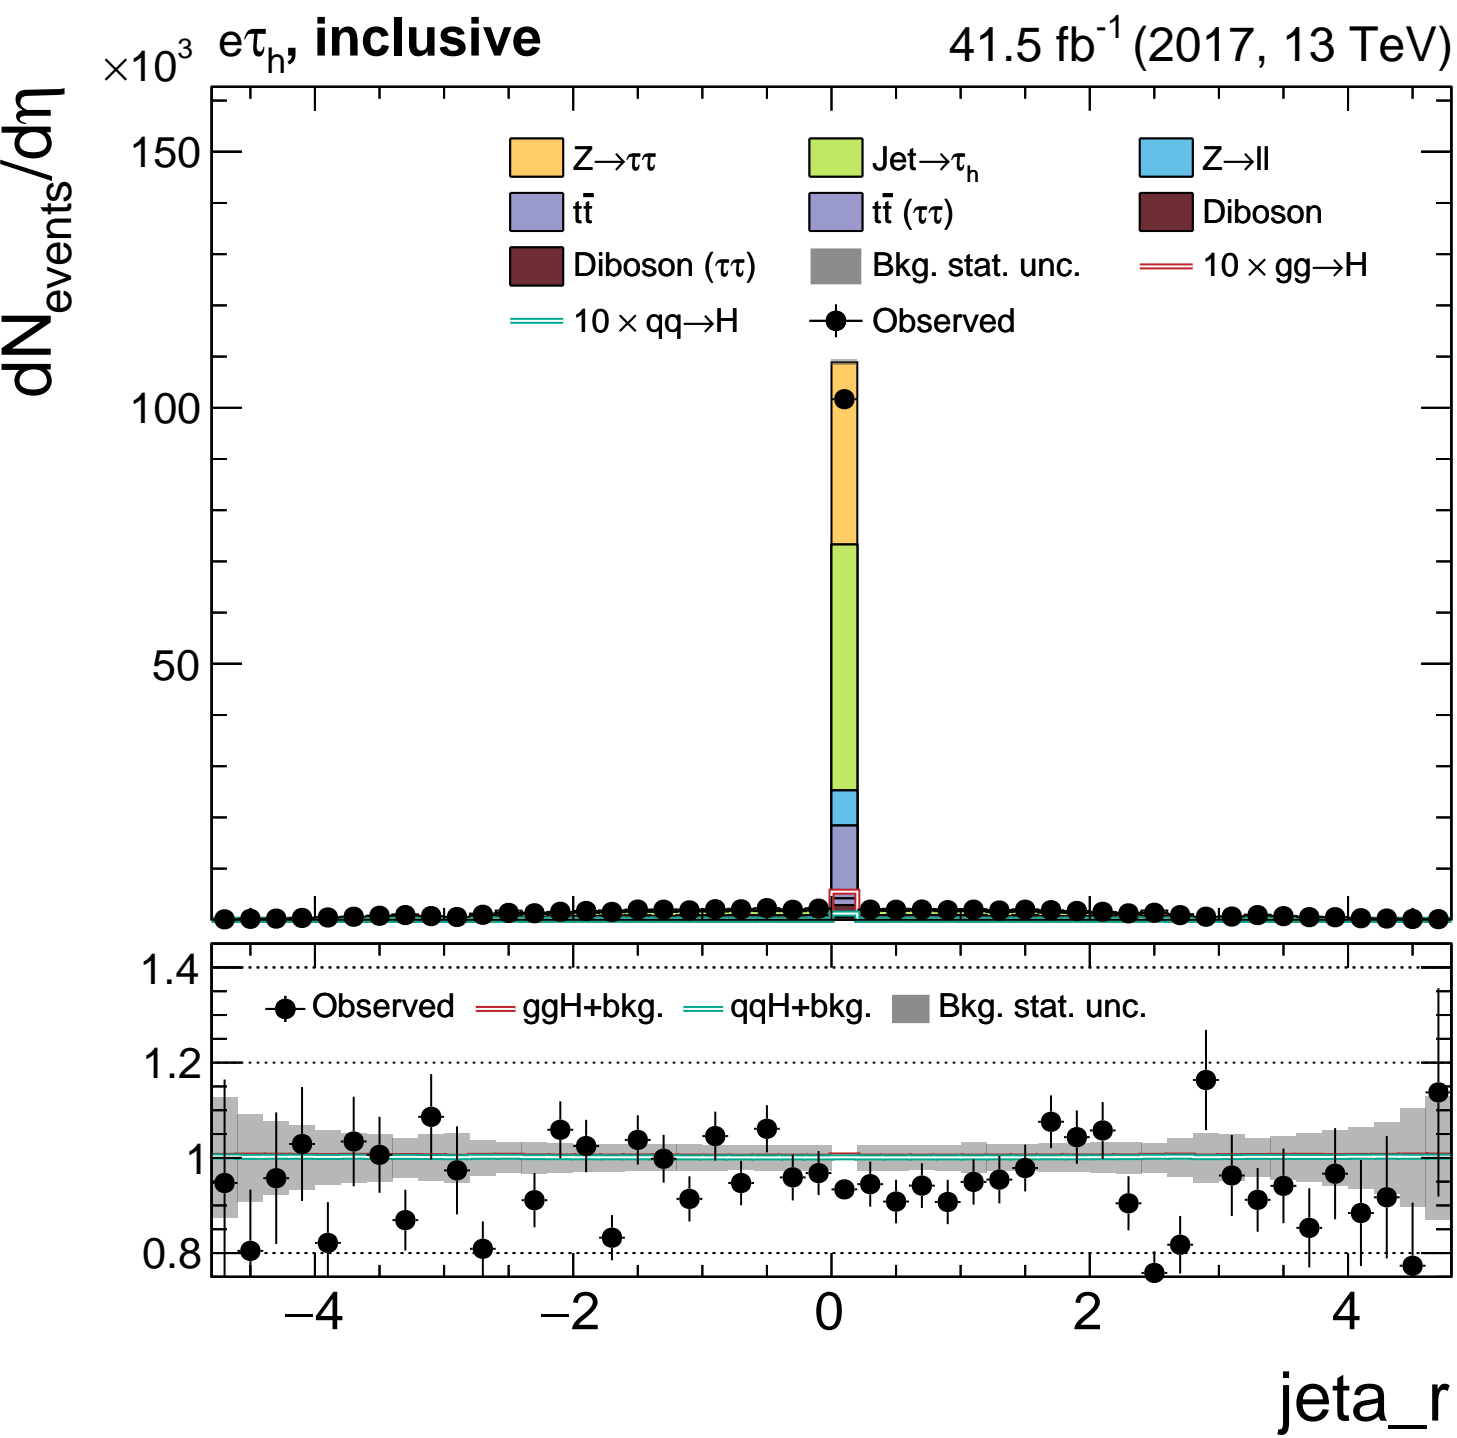 ×10³ eτₕ, inclusive 41.5 fb⁻¹ (2017, 13 TeV)
dN_events/dη
150
100
50
Z→ττ Jet→τₕ Z→ll
tt̄ tt̄ (ττ) Diboson
Diboson (ττ) Bkg. stat. unc. 10 × gg→H
10 × qq→H Observed
1.4
1.2
1
0.8
Observed ggH+bkg. qqH+bkg. Bkg. stat. unc.
−4 −2 0 2 4
jeta_r